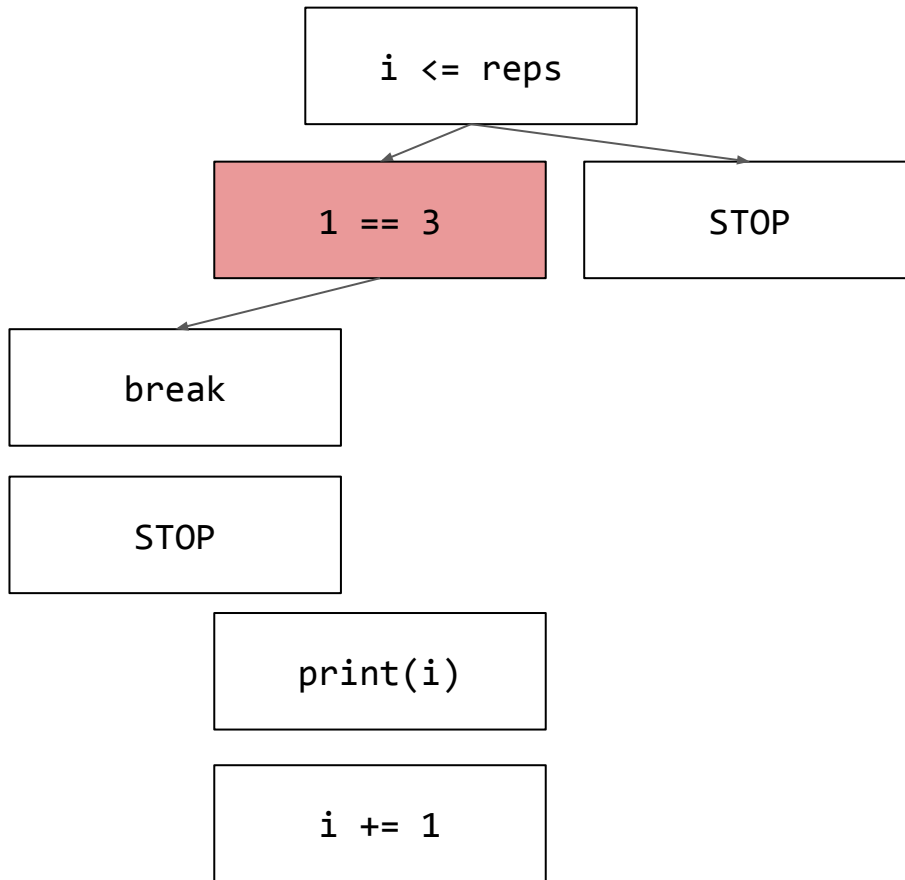 i <= reps
1 == 3
STOP
break
STOP
print(i)
i += 1